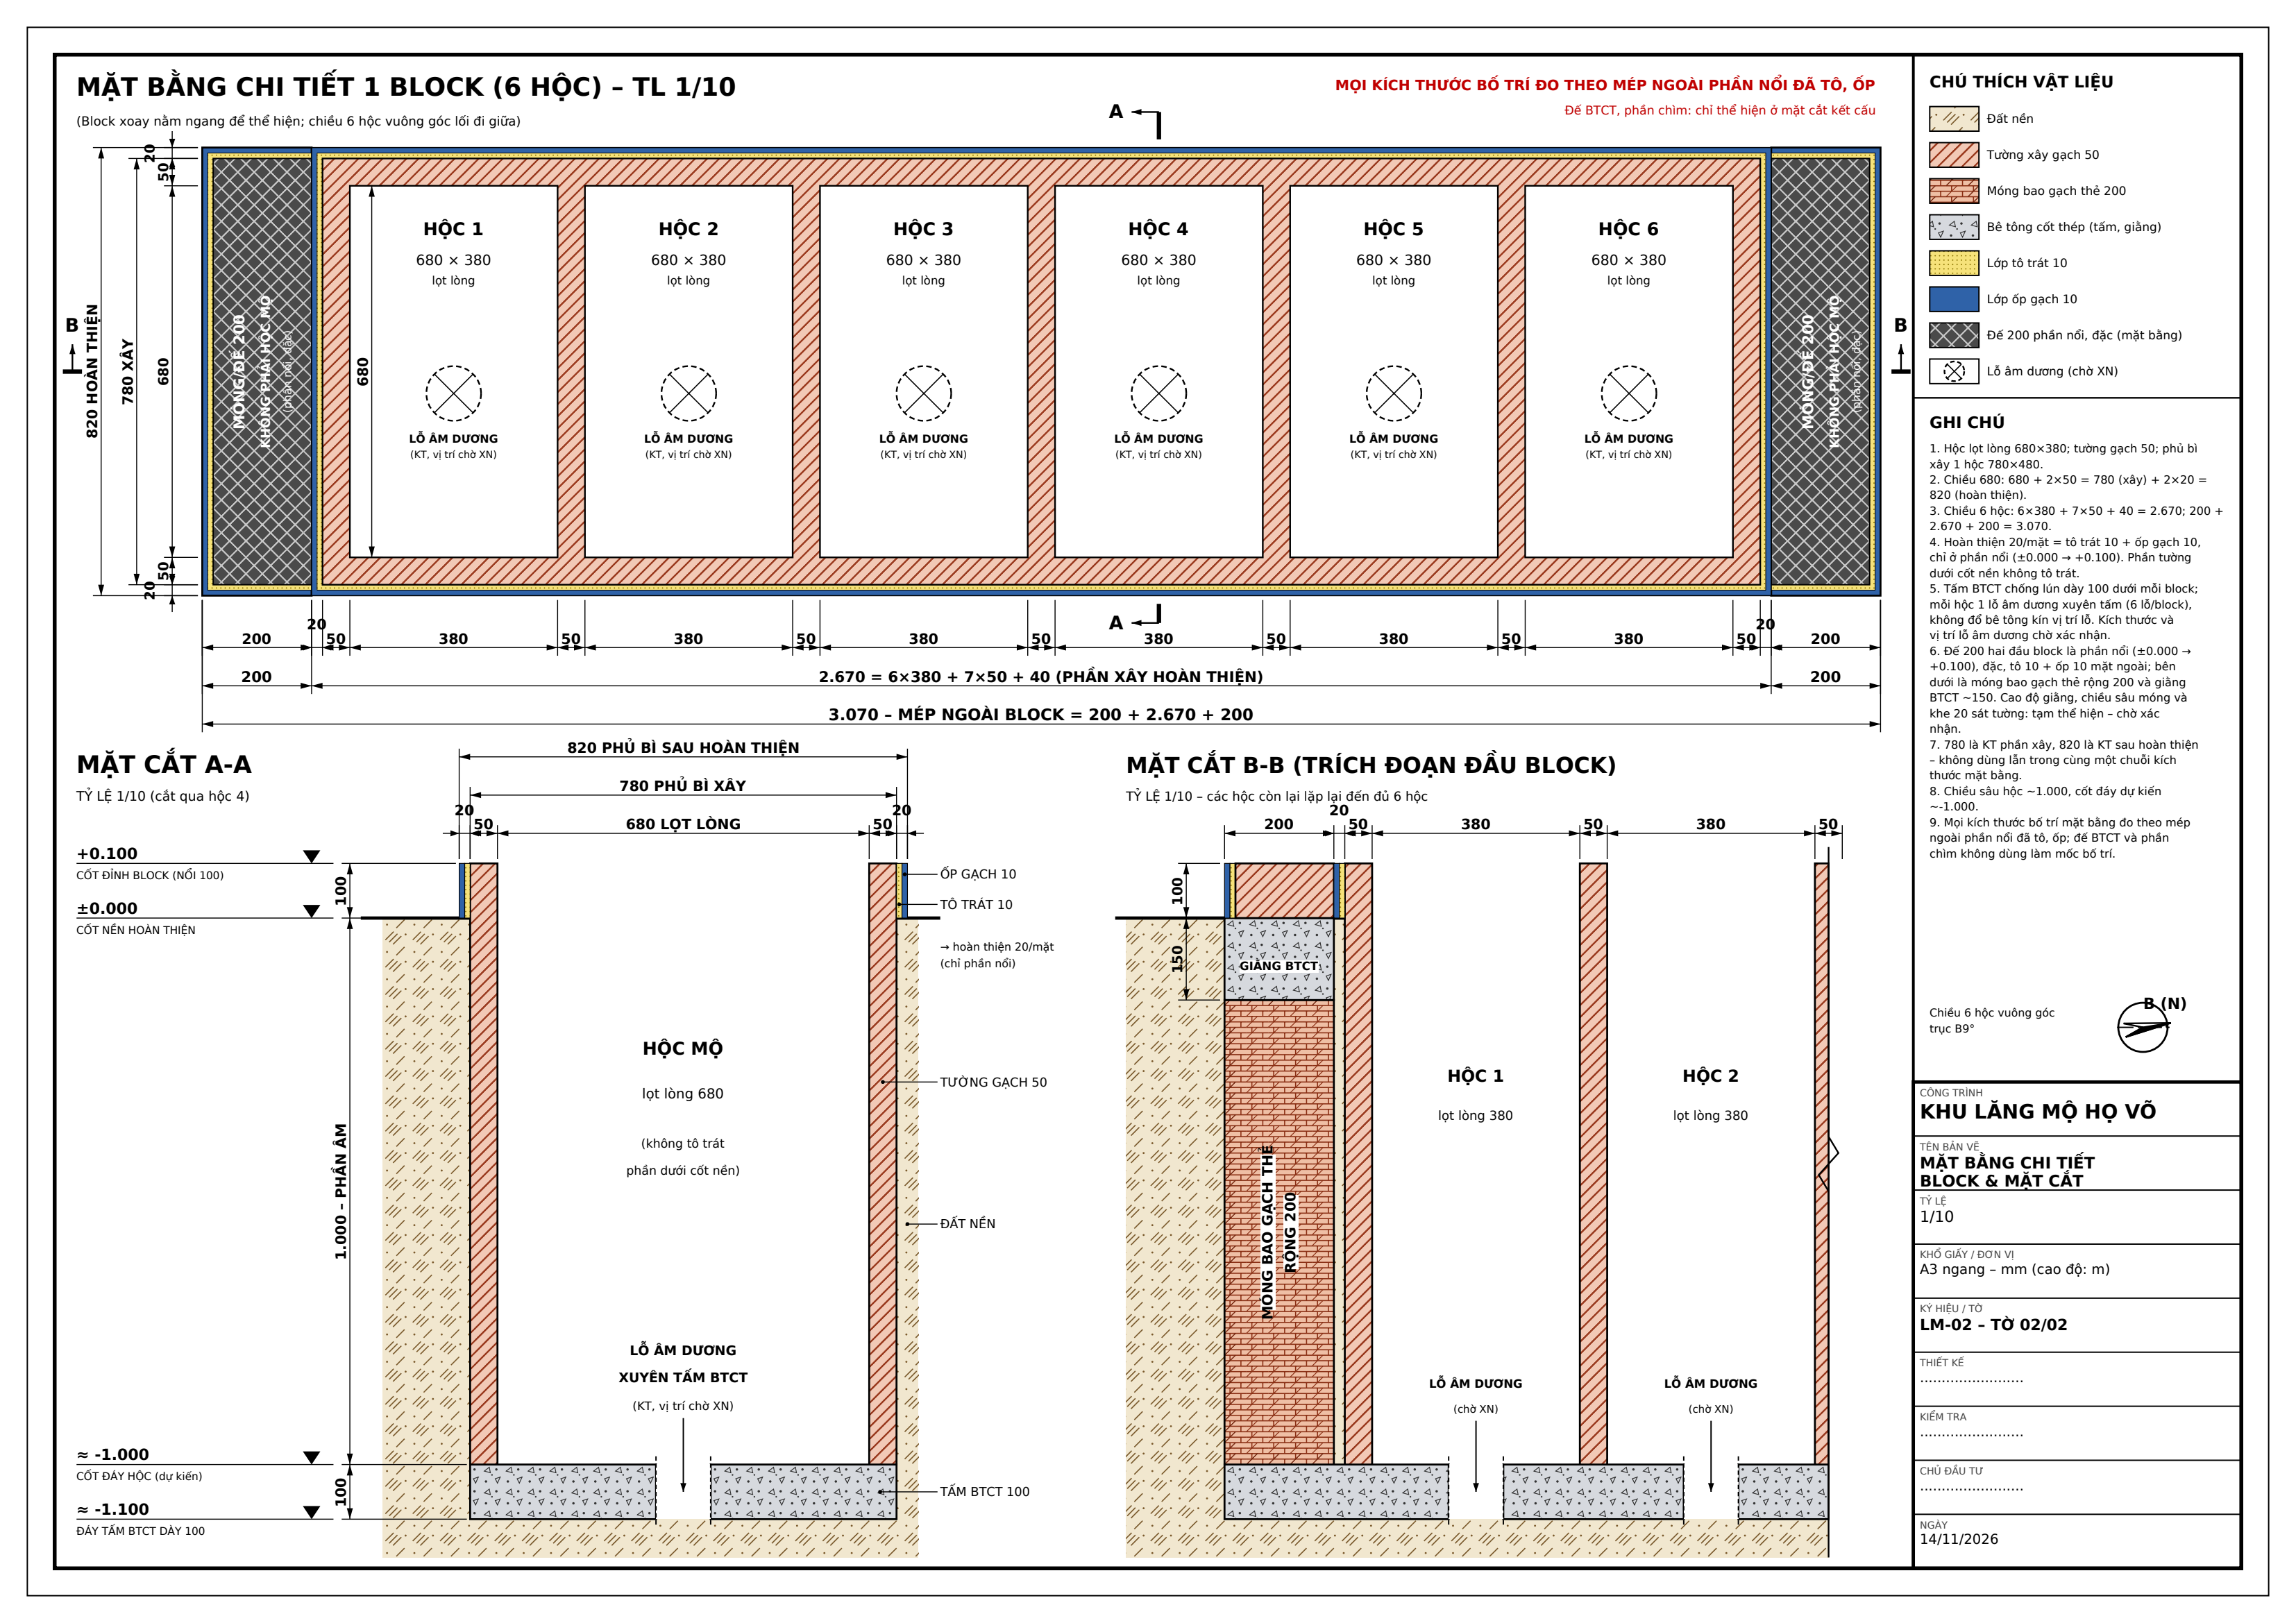 MẶT BẰNG CHI TIẾT 1 BLOCK (6 HỘC) – TL 1/10
(Block xoay nằm ngang để thể hiện; chiều 6 hộc vuông góc lối đi giữa)
MỌI KÍCH THƯỚC BỐ TRÍ ĐO THEO MÉP NGOÀI PHẦN NỔI ĐÃ TÔ, ỐP
Đế BTCT, phần chìm: chỉ thể hiện ở mặt cắt kết cấu
A
B
B
820 HOÀN THIỆN
780 XÂY
20
50
680
50
20
MÓNG/ĐẾ 200
KHÔNG PHẢI HỘC MỘ
(phần nổi, đặc)
680
HỘC 1
680 × 380
lọt lòng
LỖ ÂM DƯƠNG
(KT, vị trí chờ XN)
HỘC 2
680 × 380
lọt lòng
LỖ ÂM DƯƠNG
(KT, vị trí chờ XN)
HỘC 3
680 × 380
lọt lòng
LỖ ÂM DƯƠNG
(KT, vị trí chờ XN)
HỘC 4
680 × 380
lọt lòng
LỖ ÂM DƯƠNG
(KT, vị trí chờ XN)
HỘC 5
680 × 380
lọt lòng
LỖ ÂM DƯƠNG
(KT, vị trí chờ XN)
HỘC 6
680 × 380
lọt lòng
LỖ ÂM DƯƠNG
(KT, vị trí chờ XN)
MÓNG/ĐẾ 200
KHÔNG PHẢI HỘC MỘ
(phần nổi, đặc)
A
200 20 50 380 50 380 50 380 50 380 50 380 50 380 50 20 200
200 2.670 = 6×380 + 7×50 + 40 (PHẦN XÂY HOÀN THIỆN) 200
3.070 – MÉP NGOÀI BLOCK = 200 + 2.670 + 200
MẶT CẮT A-A
TỶ LỆ 1/10 (cắt qua hộc 4)
820 PHỦ BÌ SAU HOÀN THIỆN
780 PHỦ BÌ XÂY
20 50 680 LỌT LÒNG 50 20
+0.100
CỐT ĐỈNH BLOCK (NỔI 100)
±0.000
CỐT NỀN HOÀN THIỆN
≈ -1.000
CỐT ĐÁY HỘC (dự kiến)
≈ -1.100
ĐÁY TẤM BTCT DÀY 100
100
1.000 – PHẦN ÂM
100
ỐP GẠCH 10
TÔ TRÁT 10
→ hoàn thiện 20/mặt
(chỉ phần nổi)
HỘC MỘ
lọt lòng 680
(không tô trát
phần dưới cốt nền)
TƯỜNG GẠCH 50
ĐẤT NỀN
LỖ ÂM DƯƠNG
XUYÊN TẤM BTCT
(KT, vị trí chờ XN)
TẤM BTCT 100
MẶT CẮT B-B (TRÍCH ĐOẠN ĐẦU BLOCK)
TỶ LỆ 1/10 – các hộc còn lại lặp lại đến đủ 6 hộc
200 20 50 380 50 380 50
100
150
GIẰNG BTCT
MÓNG BAO GẠCH THẺ
RỘNG 200
HỘC 1
lọt lòng 380
HỘC 2
lọt lòng 380
LỖ ÂM DƯƠNG
(chờ XN)
LỖ ÂM DƯƠNG
(chờ XN)
CHÚ THÍCH VẬT LIỆU
Đất nền
Tường xây gạch 50
Móng bao gạch thẻ 200
Bê tông cốt thép (tấm, giằng)
Lớp tô trát 10
Lớp ốp gạch 10
Đế 200 phần nổi, đặc (mặt bằng)
Lỗ âm dương (chờ XN)
GHI CHÚ
1. Hộc lọt lòng 680×380; tường gạch 50; phủ bì
xây 1 hộc 780×480.
2. Chiều 680: 680 + 2×50 = 780 (xây) + 2×20 =
820 (hoàn thiện).
3. Chiều 6 hộc: 6×380 + 7×50 + 40 = 2.670; 200 +
2.670 + 200 = 3.070.
4. Hoàn thiện 20/mặt = tô trát 10 + ốp gạch 10,
chỉ ở phần nổi (±0.000 → +0.100). Phần tường
dưới cốt nền không tô trát.
5. Tấm BTCT chống lún dày 100 dưới mỗi block;
mỗi hộc 1 lỗ âm dương xuyên tấm (6 lỗ/block),
không đổ bê tông kín vị trí lỗ. Kích thước và
vị trí lỗ âm dương chờ xác nhận.
6. Đế 200 hai đầu block là phần nổi (±0.000 →
+0.100), đặc, tô 10 + ốp 10 mặt ngoài; bên
dưới là móng bao gạch thẻ rộng 200 và giằng
BTCT ~150. Cao độ giằng, chiều sâu móng và
khe 20 sát tường: tạm thể hiện – chờ xác
nhận.
7. 780 là KT phần xây, 820 là KT sau hoàn thiện
– không dùng lẫn trong cùng một chuỗi kích
thước mặt bằng.
8. Chiều sâu hộc ~1.000, cốt đáy dự kiến
~-1.000.
9. Mọi kích thước bố trí mặt bằng đo theo mép
ngoài phần nổi đã tô, ốp; đế BTCT và phần
chìm không dùng làm mốc bố trí.
Chiều 6 hộc vuông góc
trục B9°
B (N)
CÔNG TRÌNH
KHU LĂNG MỘ HỌ VÕ
TÊN BẢN VẼ
MẶT BẰNG CHI TIẾT
BLOCK & MẶT CẮT
TỶ LỆ
1/10
KHỔ GIẤY / ĐƠN VỊ
A3 ngang – mm (cao độ: m)
KÝ HIỆU / TỜ
LM-02 – TỜ 02/02
THIẾT KẾ
........................
KIỂM TRA
........................
CHỦ ĐẦU TƯ
........................
NGÀY
14/11/2026